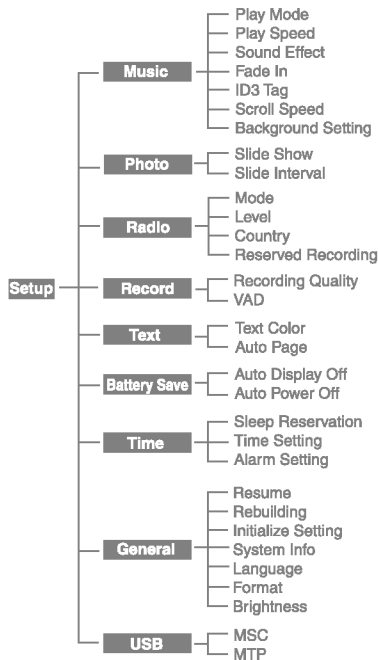 Setup
Music
Play Mode
Play Speed
Sound Effect
Fade In
ID3 Tag
Scroll Speed
Background Setting
Photo
Slide Show
Slide Interval
Radio
Mode
Level
Country
Reserved Recording
Record
Recording Quality
VAD
Text
Text Color
Auto Page
Battery Save
Auto Display Off
Auto Power Off
Time
Sleep Reservation
Time Setting
Alarm Setting
General
Resume
Rebuilding
Initialize Setting
System Info
Language
Format
Brightness
USB
MSC
MTP